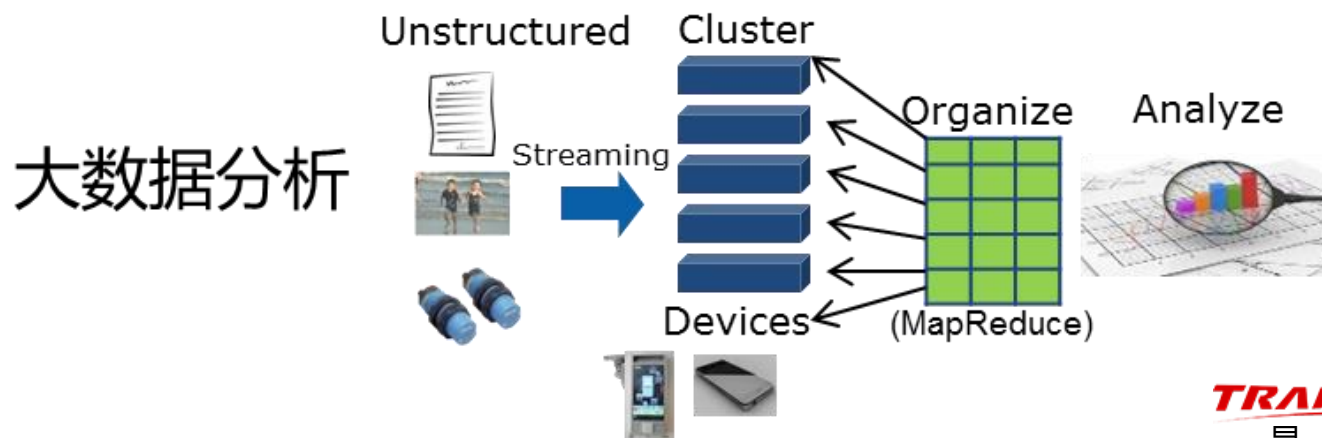 大数据分析
Unstructured
Streaming
Cluster
Devices
Organize
(MapReduce)
Analyze